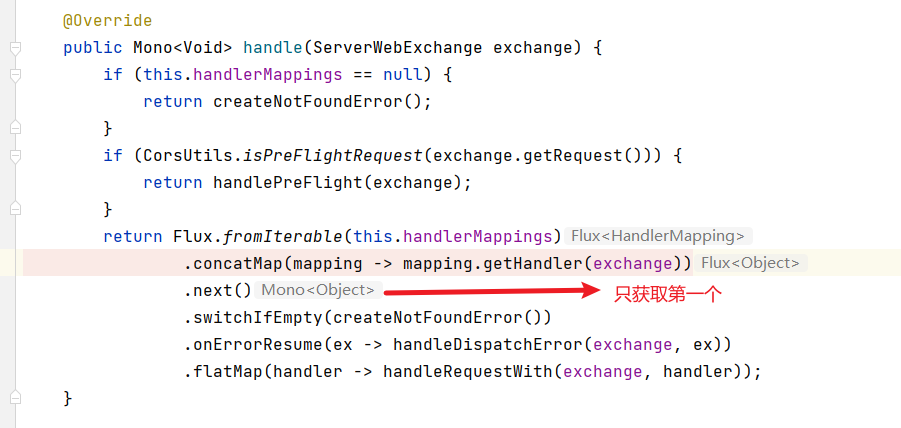 @Override
public Mono<Void> handle(ServerWebExchange exchange) {
if (this.handlerMappings == null) {
return createNotFoundError();
}
if (CorsUtils.isPreFlightRequest(exchange.getRequest())) {
return handlePreFlight(exchange);
}
return Flux.fromIterable(this.handlerMappings) Flux<HandlerMapping>
.concatMap(mapping -> mapping.getHandler(exchange)) Flux<Object>
.next() Mono<Object> 只获取第一个
.switchIfEmpty(createNotFoundError())
.onErrorResume(ex -> handleDispatchError(exchange, ex))
.flatMap(handler -> handleRequestWith(exchange, handler));
}